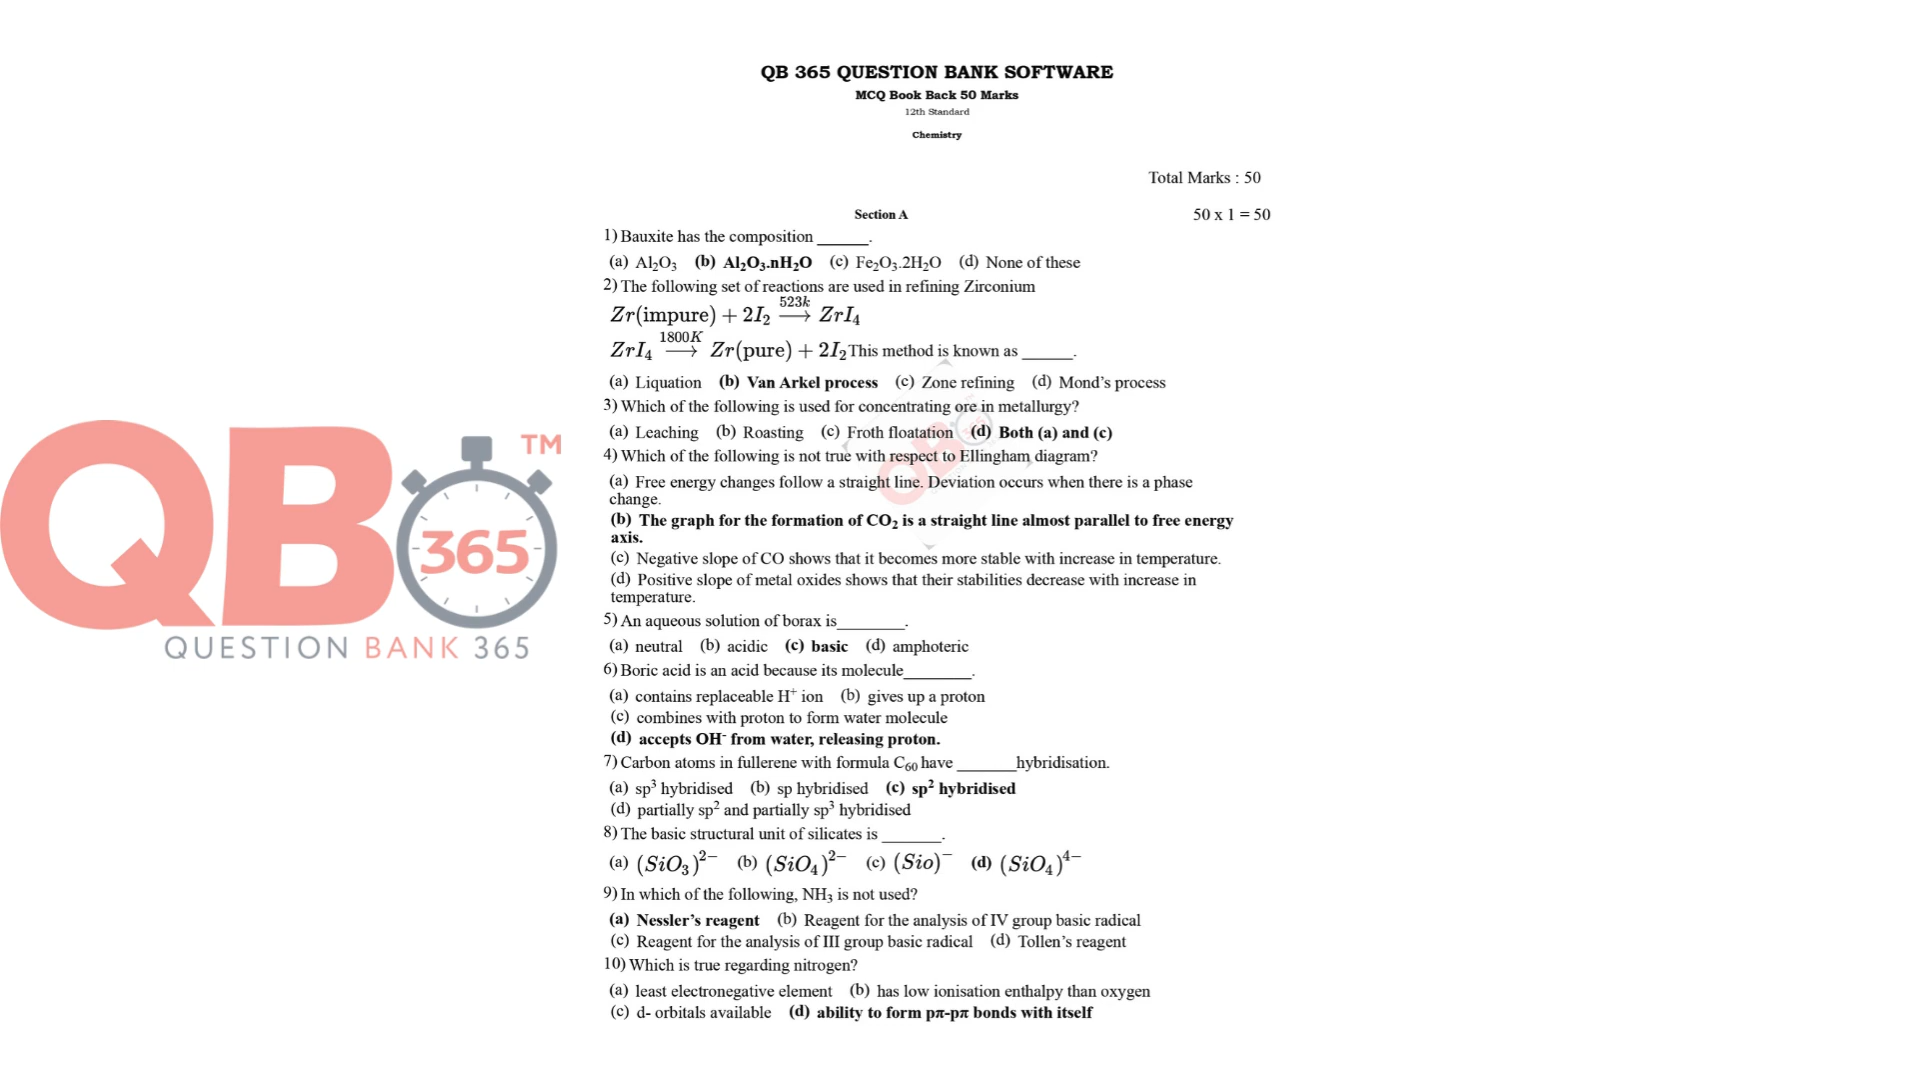 QB 365 QUESTION BANK SOFTWARE
MCQ Book Back 50 Marks
12th Standard
Chemistry
Total Marks : 50
Section A 50 x 1 = 50
1) Bauxite has the composition ______.
(a) Al₂O₃ (b) Al₂O₃.nH₂O (c) Fe₂O₃.2H₂O (d) None of these
2) The following set of reactions are used in refining Zirconium
Zr(impure) + 2I₂ 523k⟶ ZrI₄
ZrI₄ 1800K⟶ Zr(pure) + 2I₂ This method is known as ______.
(a) Liquation (b) Van Arkel process (c) Zone refining (d) Mond’s process
3) Which of the following is used for concentrating ore in metallurgy?
(a) Leaching (b) Roasting (c) Froth floatation (d) Both (a) and (c)
4) Which of the following is not true with respect to Ellingham diagram?
(a) Free energy changes follow a straight line. Deviation occurs when there is a phase
change.
(b) The graph for the formation of CO₂ is a straight line almost parallel to free energy
axis.
(c) Negative slope of CO shows that it becomes more stable with increase in temperature.
(d) Positive slope of metal oxides shows that their stabilities decrease with increase in
temperature.
5) An aqueous solution of borax is________.
(a) neutral (b) acidic (c) basic (d) amphoteric
6) Boric acid is an acid because its molecule________.
(a) contains replaceable H⁺ ion (b) gives up a proton
(c) combines with proton to form water molecule
(d) accepts OH⁻ from water, releasing proton.
7) Carbon atoms in fullerene with formula C₆₀ have _______hybridisation.
(a) sp³ hybridised (b) sp hybridised (c) sp² hybridised
(d) partially sp² and partially sp³ hybridised
8) The basic structural unit of silicates is _______.
(a) (SiO₃)²⁻ (b) (SiO₄)²⁻ (c) (Sio)⁻ (d) (SiO₄)⁴⁻
9) In which of the following, NH₃ is not used?
(a) Nessler’s reagent (b) Reagent for the analysis of IV group basic radical
(c) Reagent for the analysis of III group basic radical (d) Tollen’s reagent
10) Which is true regarding nitrogen?
(a) least electronegative element (b) has low ionisation enthalpy than oxygen
(c) d- orbitals available (d) ability to form pπ-pπ bonds with itself
QB 365 TM
QUESTION BANK 365